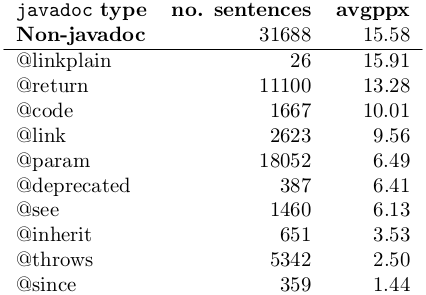 javadoc type no. sentences avgppx
Non-javadoc 31688 15.58
@linkplain 26 15.91
@return 11100 13.28
@code 1667 10.01
@link 2623 9.56
@param 18052 6.49
@deprecated 387 6.41
@see 1460 6.13
@inherit 651 3.53
@throws 5342 2.50
@since 359 1.44